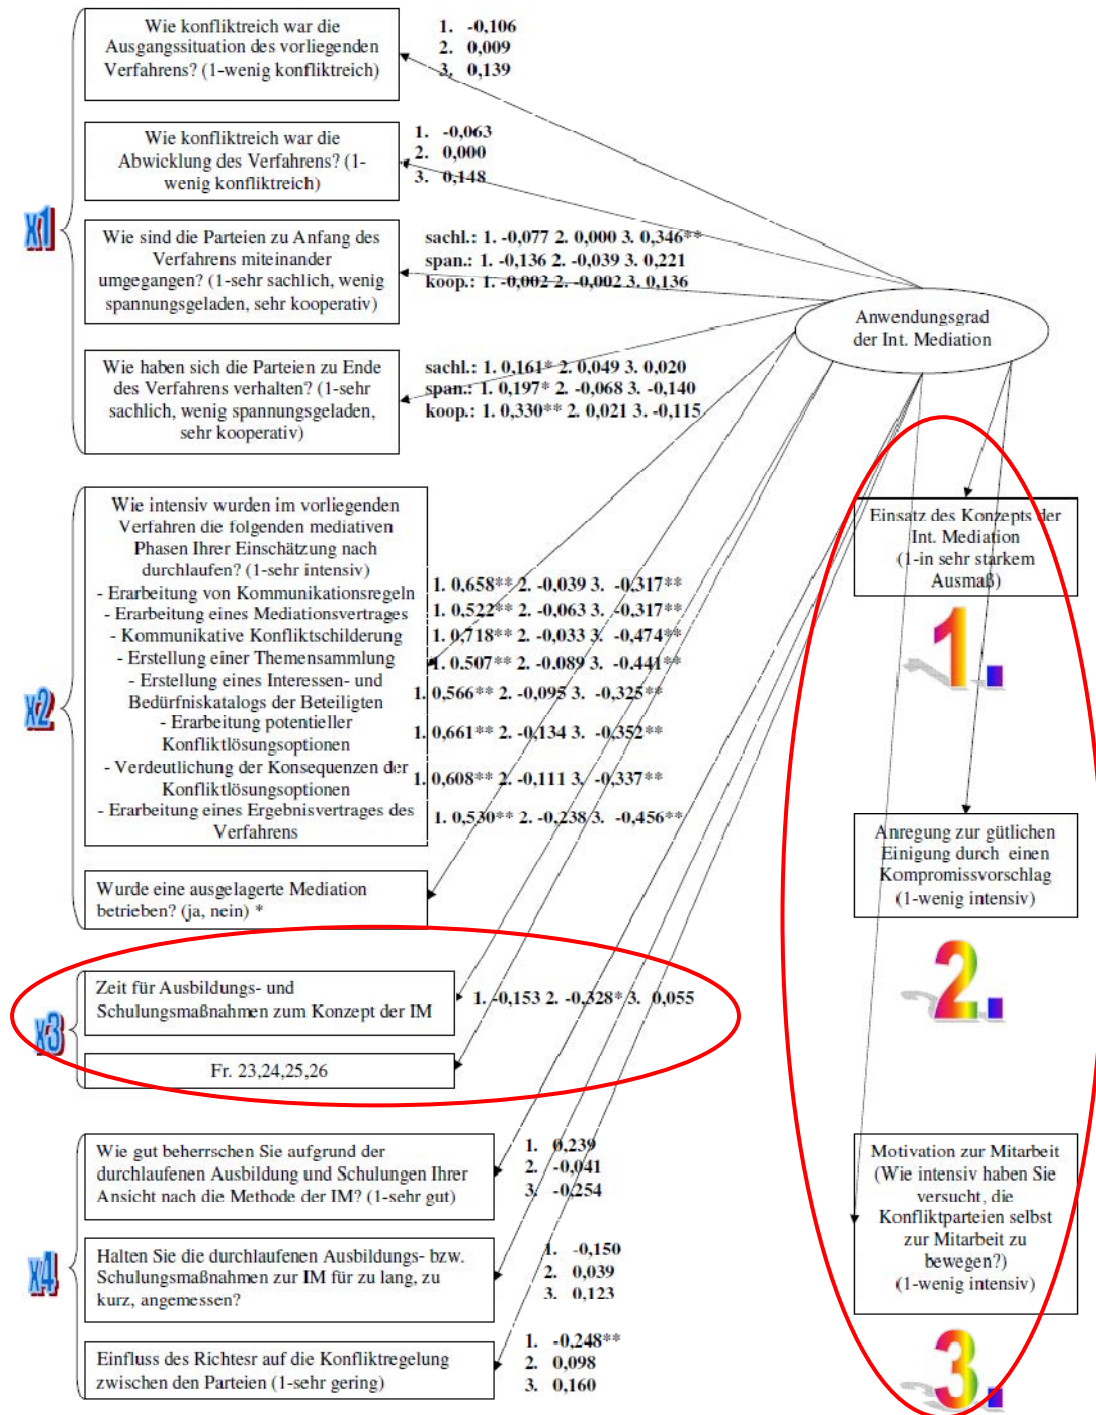 x1
Wie konfliktreich war die
Ausgangssituation des vorliegenden
Verfahrens? (1-wenig konfliktreich)
1. -0,106
2. 0,009
3. 0,139
Wie konfliktreich war die
Abwicklung des Verfahrens? (1-
wenig konfliktreich)
1. -0,063
2. 0,000
3. 0,148
Wie sind die Parteien zu Anfang des
Verfahrens miteinander
umgegangen? (1-sehr sachlich, wenig
spannungsgeladen, sehr kooperativ)
sachl.: 1. -0,077 2. 0,000 3. 0,346**
span.: 1. -0,136 2. -0,039 3. 0,221
koop.: 1. -0,002 2. -0,002 3. 0,136
Wie haben sich die Parteien zu Ende
des Verfahrens verhalten? (1-sehr
sachlich, wenig spannungsgeladen,
sehr kooperativ)
sachl.: 1. 0,161* 2. 0,049 3. 0,020
span.: 1. 0,197* 2. -0,068 3. -0,140
koop.: 1. 0,330** 2. 0,021 3. -0,115
Anwendungsgrad
der Int. Mediation
x2
Wie intensiv wurden im vorliegenden
Verfahren die folgenden mediativen
Phasen Ihrer Einschätzung nach
durchlaufen? (1-sehr intensiv)
- Erarbeitung von Kommunikationsregeln
- Erarbeitung eines Mediationsvertrages
- Kommunikative Konfliktschilderung
- Erstellung einer Themensammlung
- Erstellung eines Interessen- und
Bedürfniskatalogs der Beteiligten
- Erarbeitung potentieller
Konfliktlösungsoptionen
- Verdeutlichung der Konsequenzen der
Konfliktlösungsoptionen
- Erarbeitung eines Ergebnisvertrages des
Verfahrens
1. 0,658** 2. -0,039 3. -0,317**
1. 0.522** 2. -0,063 3. -0,317**
1. 0,718** 2. -0,033 3. -0,474**
1. 0.507** 2. -0,089 3. -0,441**
1. 0,566** 2. -0,095 3. -0,325**
1. 0,661** 2. -0,134 3. -0,352**
1. 0,608** 2. -0,111 3. -0,337**
1. 0,530** 2. -0,238 3. -0,456**
Wurde eine ausgelagerte Mediation
betrieben? (ja, nein) *
x3
Zeit für Ausbildungs- und
Schulungsmaßnahmen zum Konzept der IM
1. -0,153 2. -0,328* 3. 0,055
Fr. 23,24,25,26
x4
Wie gut beherrschen Sie aufgrund der
durchlaufenen Ausbildung und Schulungen Ihrer
Ansicht nach die Methode der IM? (1-sehr gut)
1. 0,239
2. -0,041
3. -0,254
Halten Sie die durchlaufenen Ausbildungs- bzw.
Schulungsmaßnahmen zur IM für zu lang, zu
kurz, angemessen?
1. -0,150
2. 0,039
3. 0,123
Einfluss des Richtesr auf die Konfliktregelung
zwischen den Parteien (1-sehr gering)
1. -0,248**
2. 0,098
3. 0,160
Einsatz des Konzepts der
Int. Mediation
(1-in sehr starkem
Ausmaß)
1.
Anregung zur gütlichen
Einigung durch einen
Kompromissvorschlag
(1-wenig intensiv)
2.
Motivation zur Mitarbeit
(Wie intensiv haben Sie
versucht, die
Konfliktparteien selbst
zur Mitarbeit zu
bewegen?)
(1-wenig intensiv)
3.